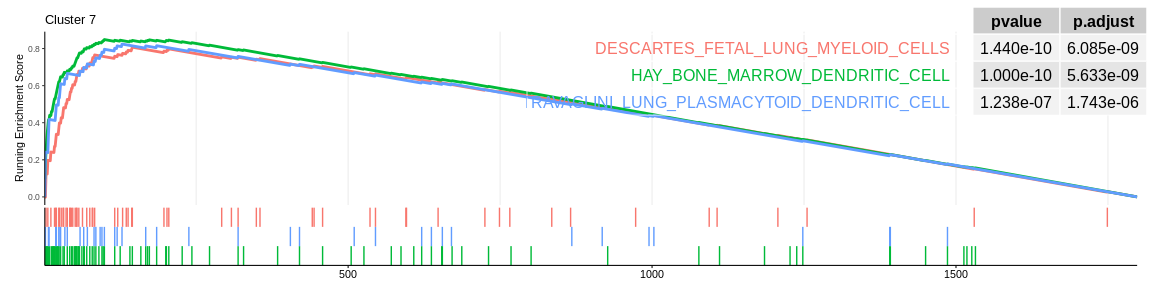 Cluster 7
pvalue p.adjust
DESCARTES_FETAL_LUNG_MYELOID_CELLS 1.440e-10 6.085e-09
HAY_BONE_MARROW_DENDRITIC_CELL 1.000e-10 5.633e-09
TRAVAGLINI_LUNG_PLASMACYTOID_DENDRITIC_CELL 1.238e-07 1.743e-06
Running Enrichment Score
0.8
0.6
0.4
0.2
0.0
500 1000 1500